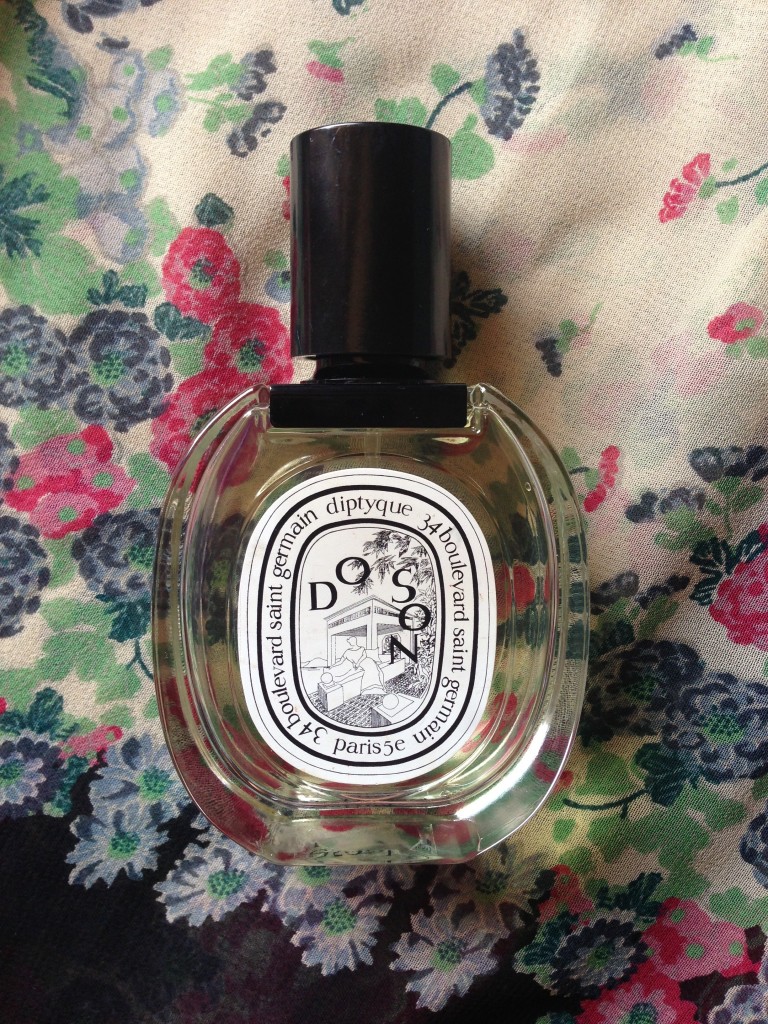 diptyque
34 boulevard saint germain
34 boulevard saint germain
paris 5e
DO
SON